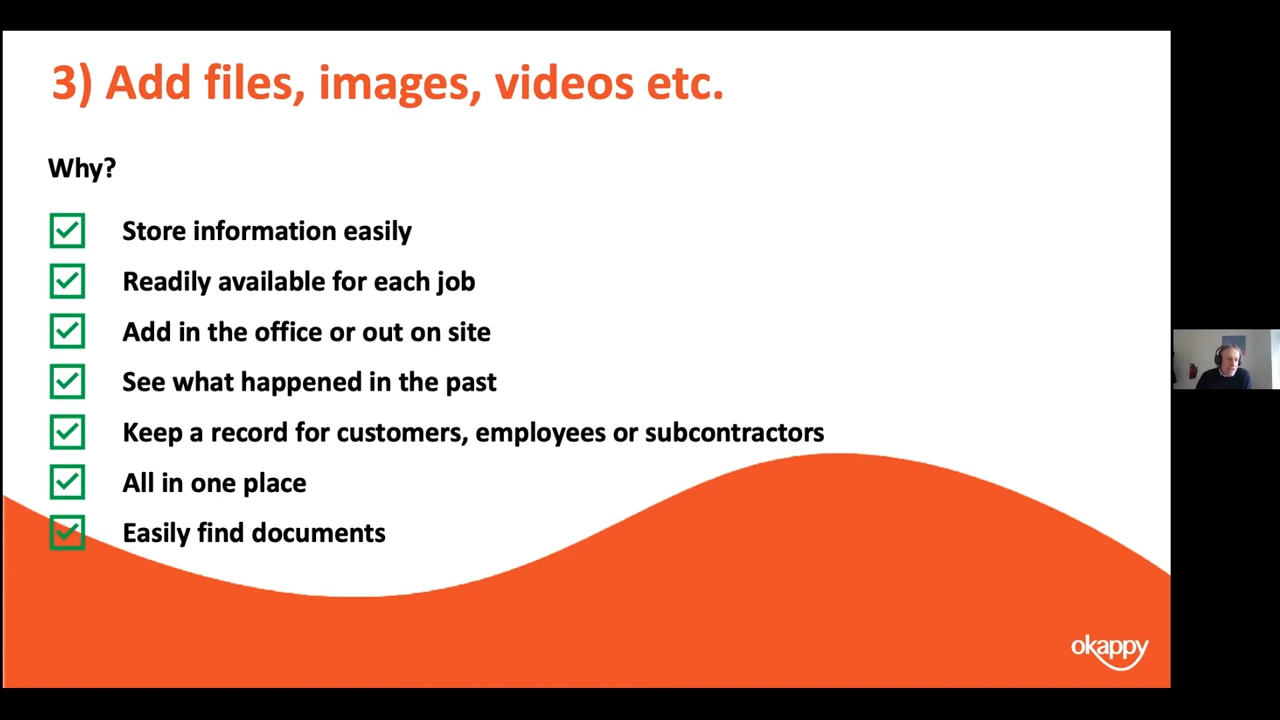 3) Add files, images, videos etc.
Why?
Store information easily
Readily available for each job
Add in the office or out on site
See what happened in the past
Keep a record for customers, employees or subcontractors
All in one place
Easily find documents
okappy